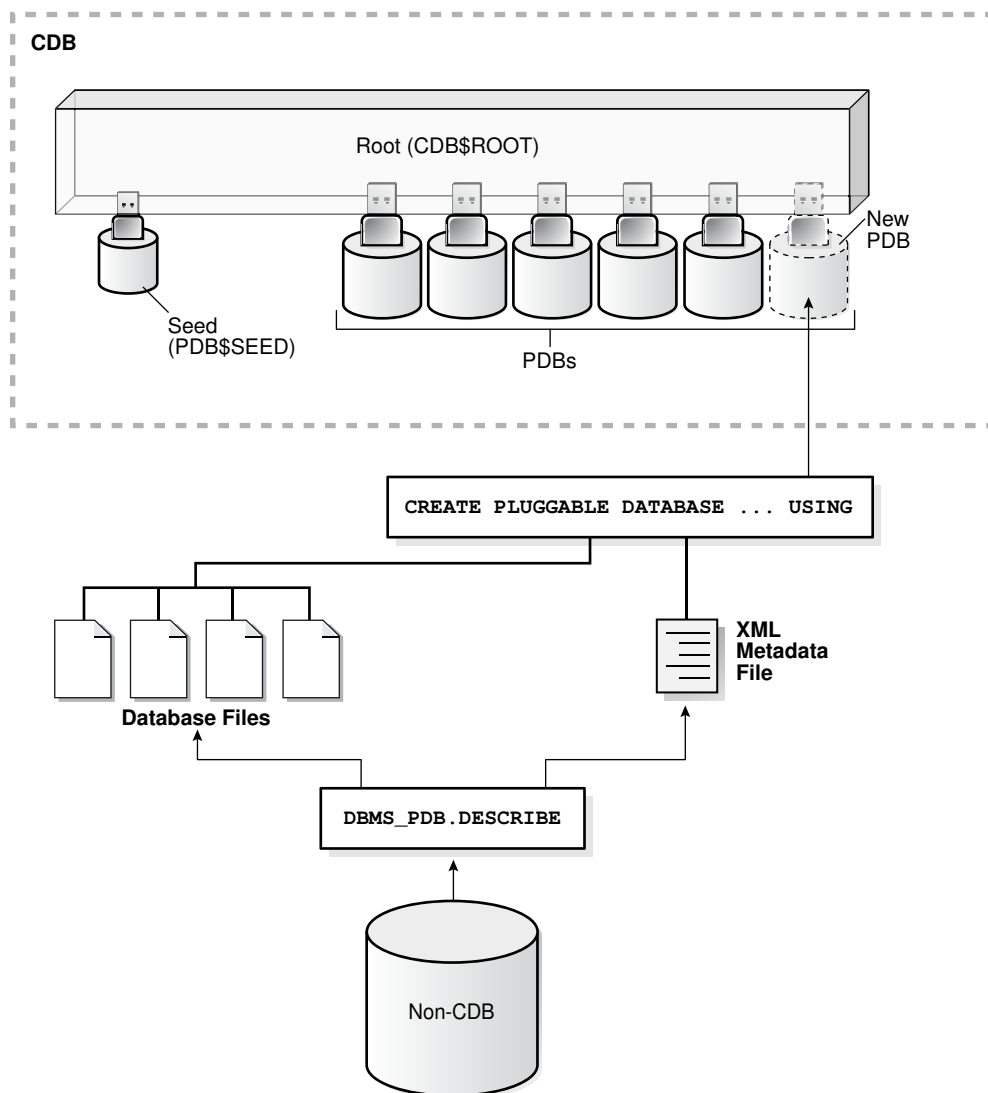 CDB
Root (CDB$ROOT)
New
PDB
Seed
(PDB$SEED)
PDBs
CREATE PLUGGABLE DATABASE ... USING
XML
Metadata
File
Database Files
DBMS_PDB.DESCRIBE
Non-CDB